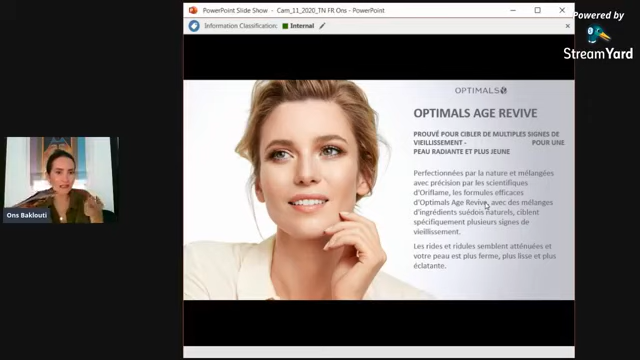 PowerPoint Slide Show - Cam_11_2020_TN FR Ons - PowerPoint
Powered by
StreamYard
Information Classification: Internal
OPTIMALS
OPTIMALS AGE REVIVE
PROUVÉ POUR CIBLER DE MULTIPLES SIGNES DE
VIEILLISSEMENT - POUR UNE
PEAU RADIANTE ET PLUS JEUNE
Perfectionnées par la nature et mélangées
avec précision par les scientifiques
d'Oriflame, les formules efficaces
d'Optimals Age Revive, avec des mélanges
d'ingrédients suédois naturels, ciblent
spécifiquement plusieurs signes de
vieillissement.
Les rides et ridules semblent atténuées et
votre peau est plus ferme, plus lisse et plus
éclatante.
Ons Baklouti